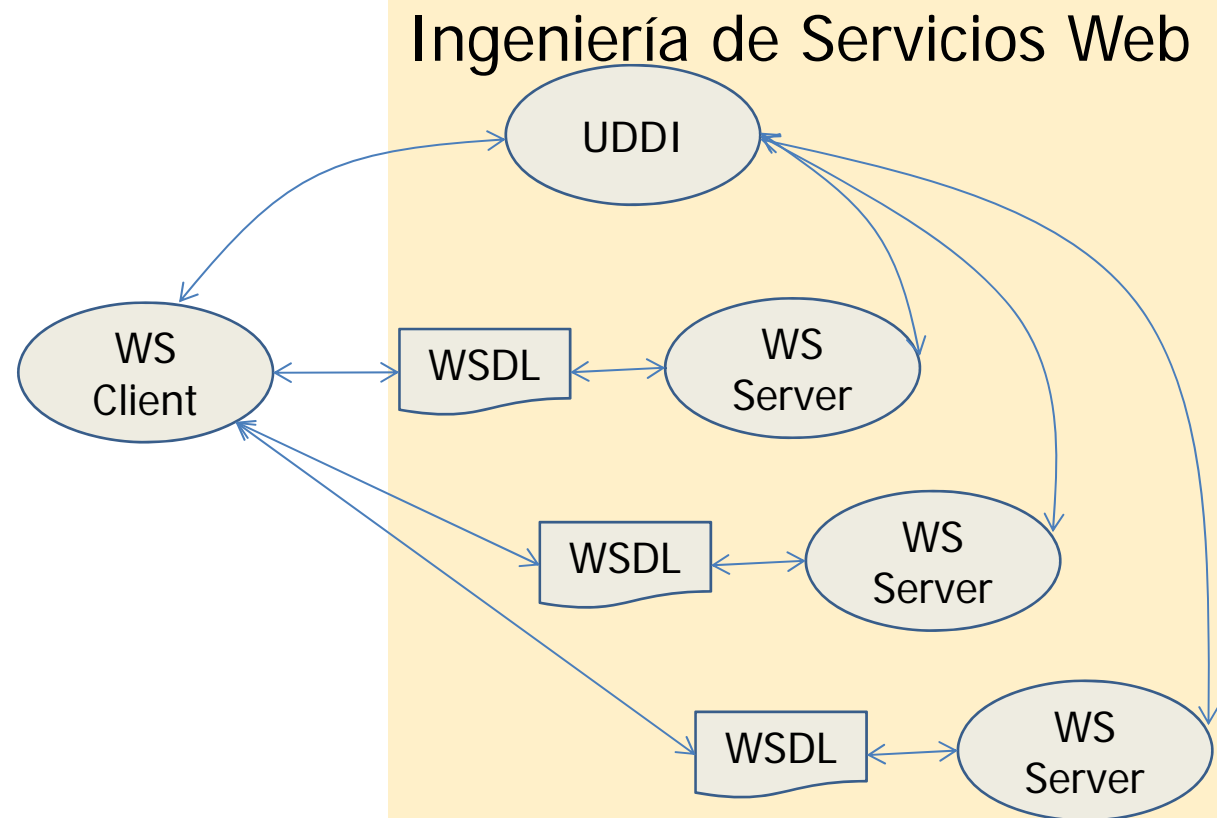 Ingeniería de Servicios Web
UDDI
WS
Client
WSDL
WS
Server
WSDL
WS
Server
WSDL
WS
Server